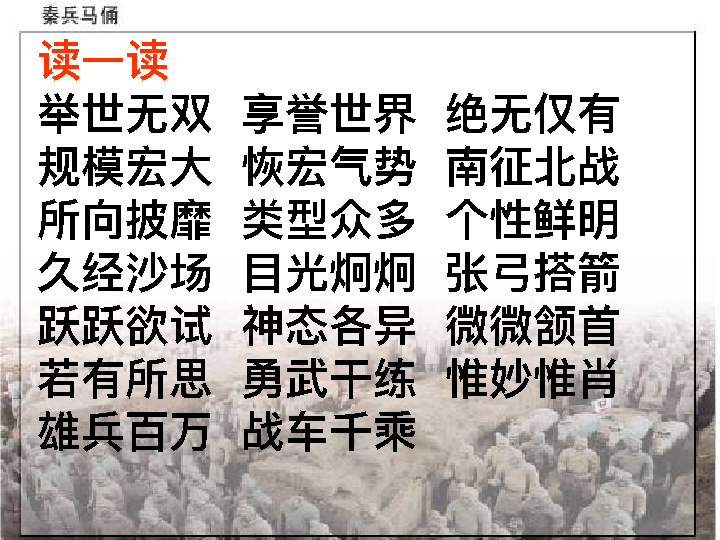 秦兵马俑
读一读
举世无双 享誉世界 绝无仅有
规模宏大 恢宏气势 南征北战
所向披靡 类型众多 个性鲜明
久经沙场 目光炯炯 张弓搭箭
跃跃欲试 神态各异 微微颔首
若有所思 勇武干练 惟妙惟肖
雄兵百万 战车千乘